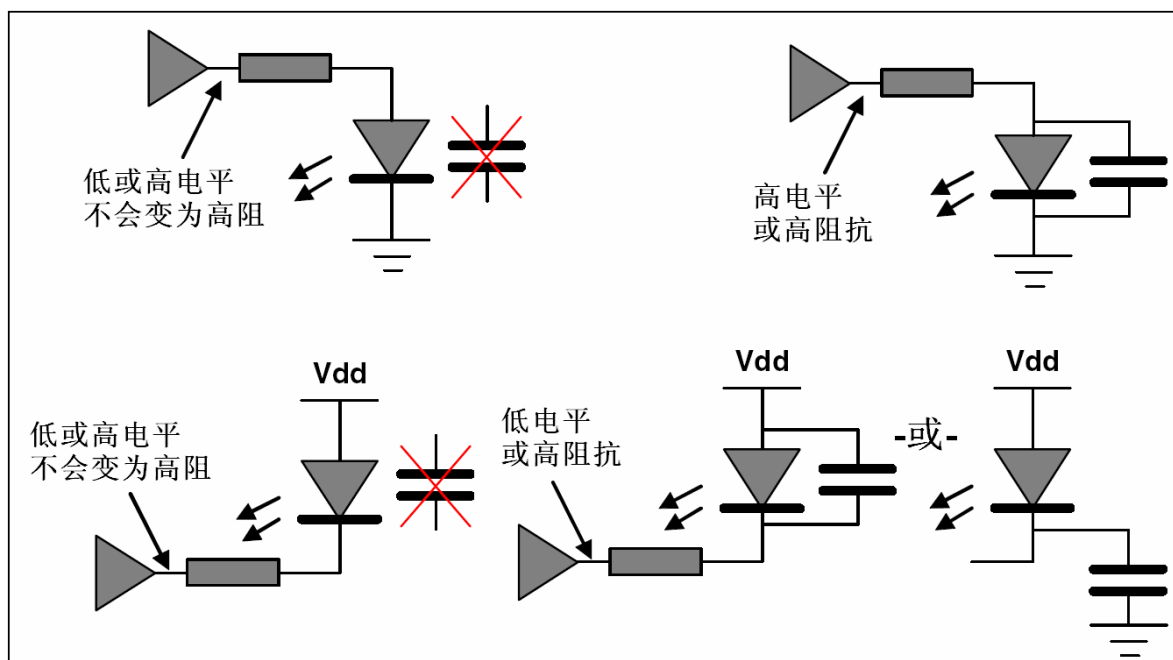 低或高电平
不会变为高阻
高电平
或高阻抗
Vdd
低或高电平
不会变为高阻
Vdd
低电平
或高阻抗
-或-
Vdd